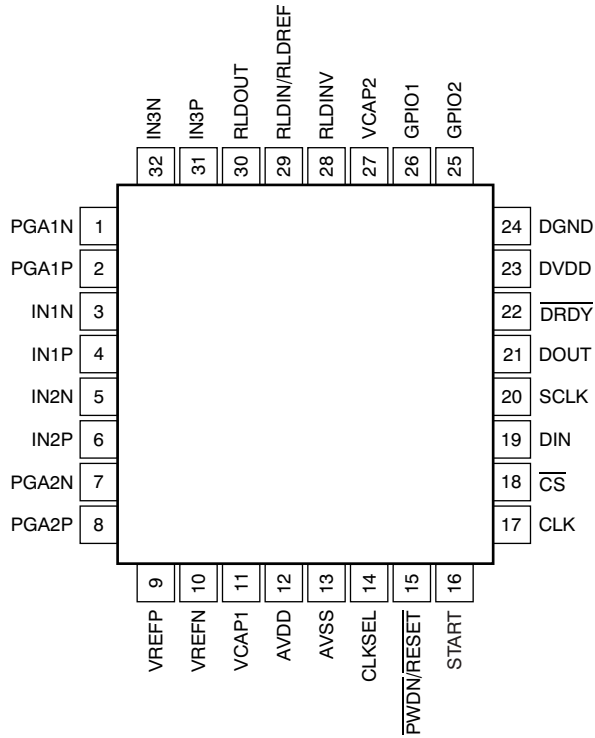 IN3N
IN3P
RLDOUT
RLDIN/RLDREF
RLDINV
VCAP2
GPIO1
GPIO2
32
31
30
29
28
27
26
25
PGA1N 1
PGA1P 2
IN1N 3
IN1P 4
IN2N 5
IN2P 6
PGA2N 7
PGA2P 8
24 DGND
23 DVDD
22 DRDY
21 DOUT
20 SCLK
19 DIN
18 CS
17 CLK
9
10
11
12
13
14
15
16
VREFP
VREFN
VCAP1
AVDD
AVSS
CLKSEL
PWDN/RESET
START